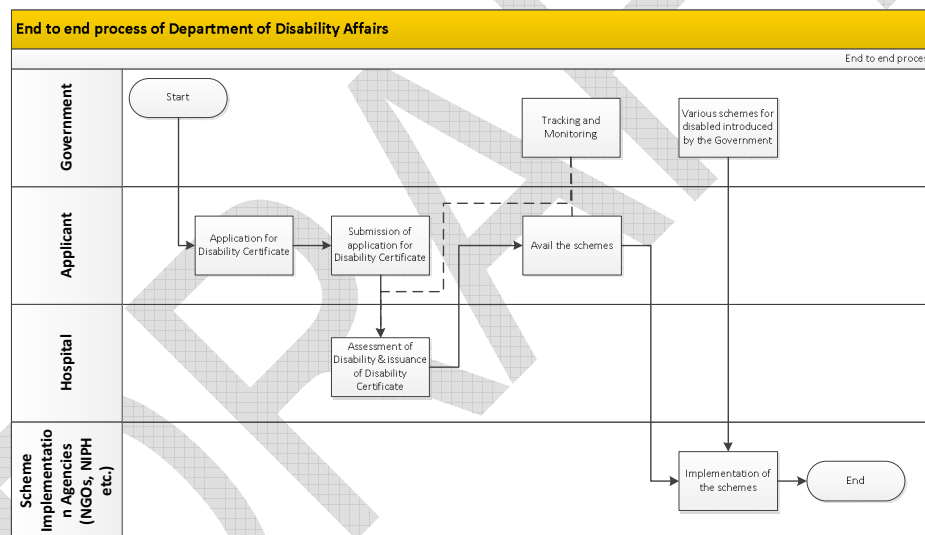 End to end process of Department of Disability Affairs
End to end proces
Government
Start
Tracking and
Monitoring
Various schemes for
disabled introduced
by the Government
Applicant
Application for
Disability Certificate
Submission of
application for
Disability Certificate
Avail the schemes
Hospital
Assessment of
Disability & issuance
of Disability
Certificate
Scheme
Implementatio
n Agencies
(NGOs, NIPH
etc.)
Implementation of
the schemes
End